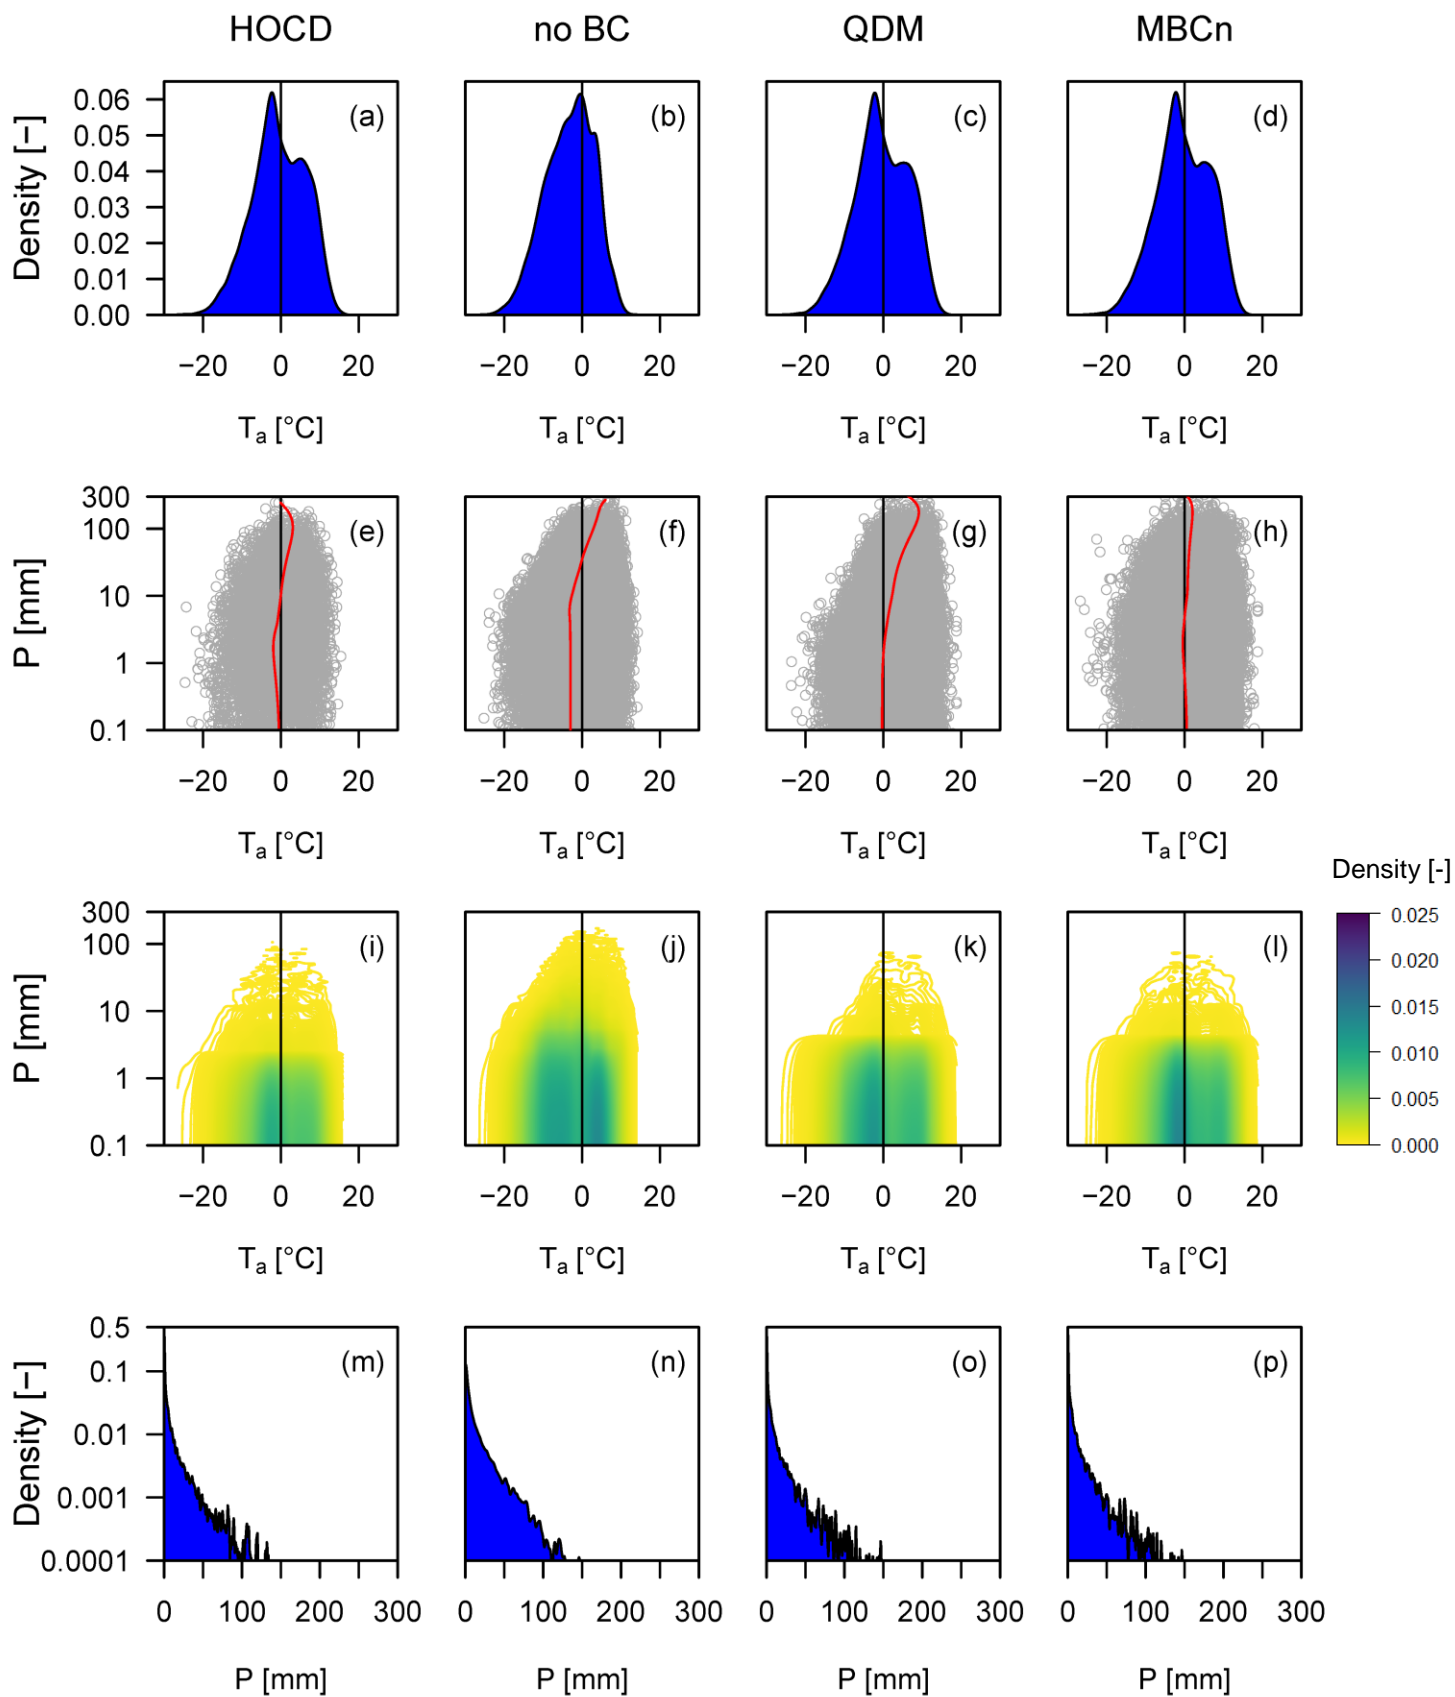 HOCD no BC QDM MBCn
Density [−]
0.06
0.05
0.04
0.03
0.02
0.01
0.00
(a) (b) (c) (d)
−20 0 20 −20 0 20 −20 0 20 −20 0 20
Ta [°C] Ta [°C] Ta [°C] Ta [°C]
P [mm]
300
100
10
1
0.1
(e) (f) (g) (h)
−20 0 20 −20 0 20 −20 0 20 −20 0 20
Ta [°C] Ta [°C] Ta [°C] Ta [°C]
Density [-]
0.025
0.020
0.015
0.010
0.005
0.000
P [mm]
300
100
10
1
0.1
(i) (j) (k) (l)
−20 0 20 −20 0 20 −20 0 20 −20 0 20
Ta [°C] Ta [°C] Ta [°C] Ta [°C]
Density [−]
0.5
0.1
0.01
0.001
0.0001
(m) (n) (o) (p)
0 100 200 300 0 100 200 300 0 100 200 300 0 100 200 300
P [mm] P [mm] P [mm] P [mm]